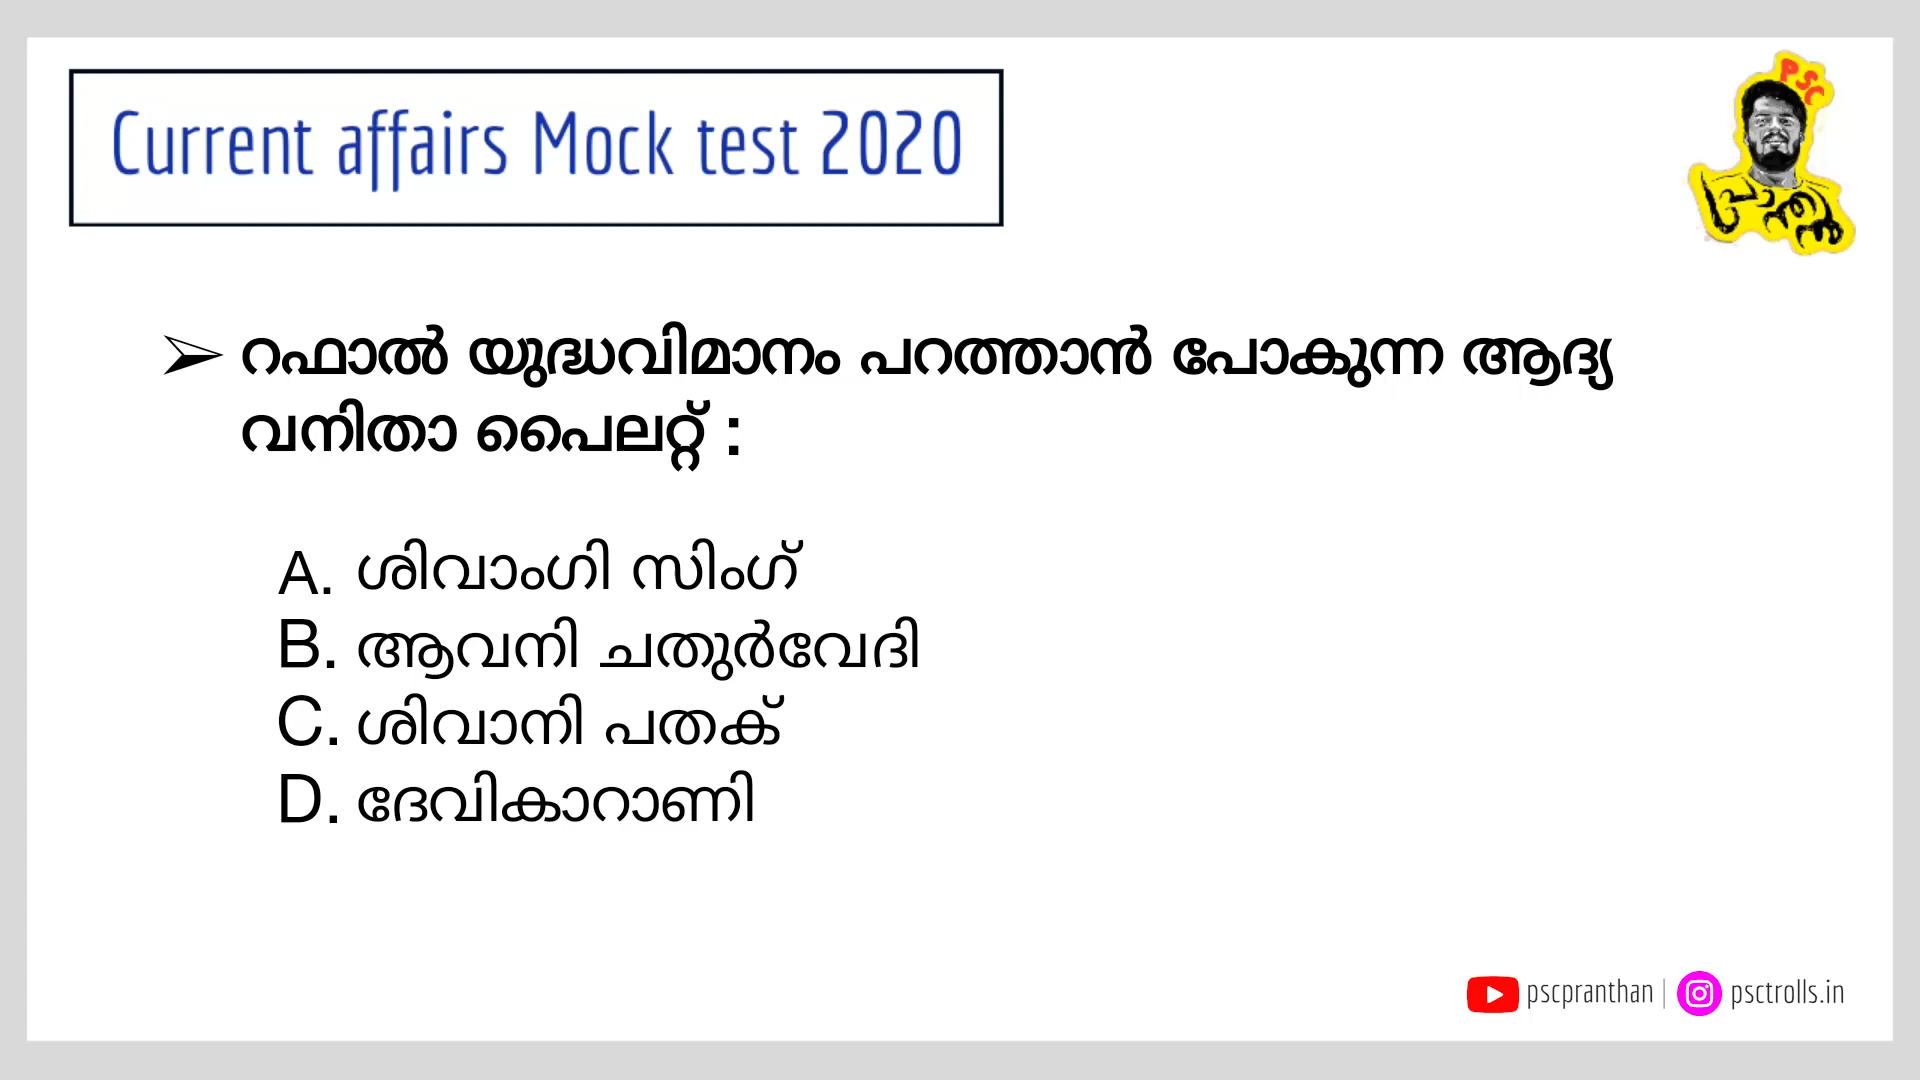 Current affairs Mock test 2020
PSC
പ്രാന്തൻ
➢ റഫാൽ യുദ്ധവിമാനം പറത്താൻ പോകുന്ന ആദ്യ
വനിതാ പൈലറ്റ് :
A. ശിവാംഗി സിംഗ്
B. ആവനി ചതുർവേദി
C. ശിവാനി പതക്
D. ദേവികാറാണി
pscpranthan | psctrolls.in